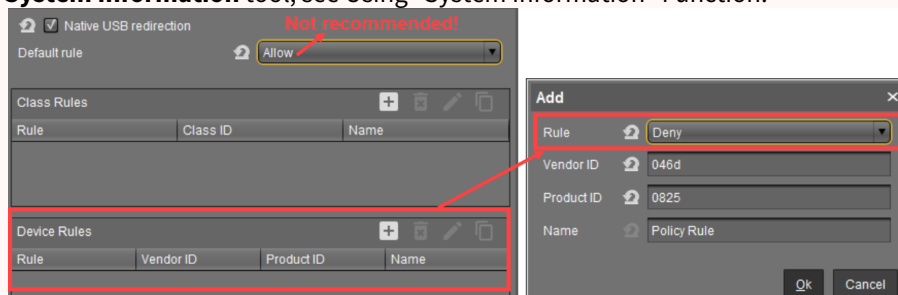 System Information tool, see Using "System Information" Function.
Native USB redirection
Not recommended!
Default rule
Allow
Class Rules
Rule Class ID Name
Device Rules
Rule Vendor ID Product ID Name
Add
Rule Deny
Vendor ID 046d
Product ID 0825
Name Policy Rule
Ok Cancel